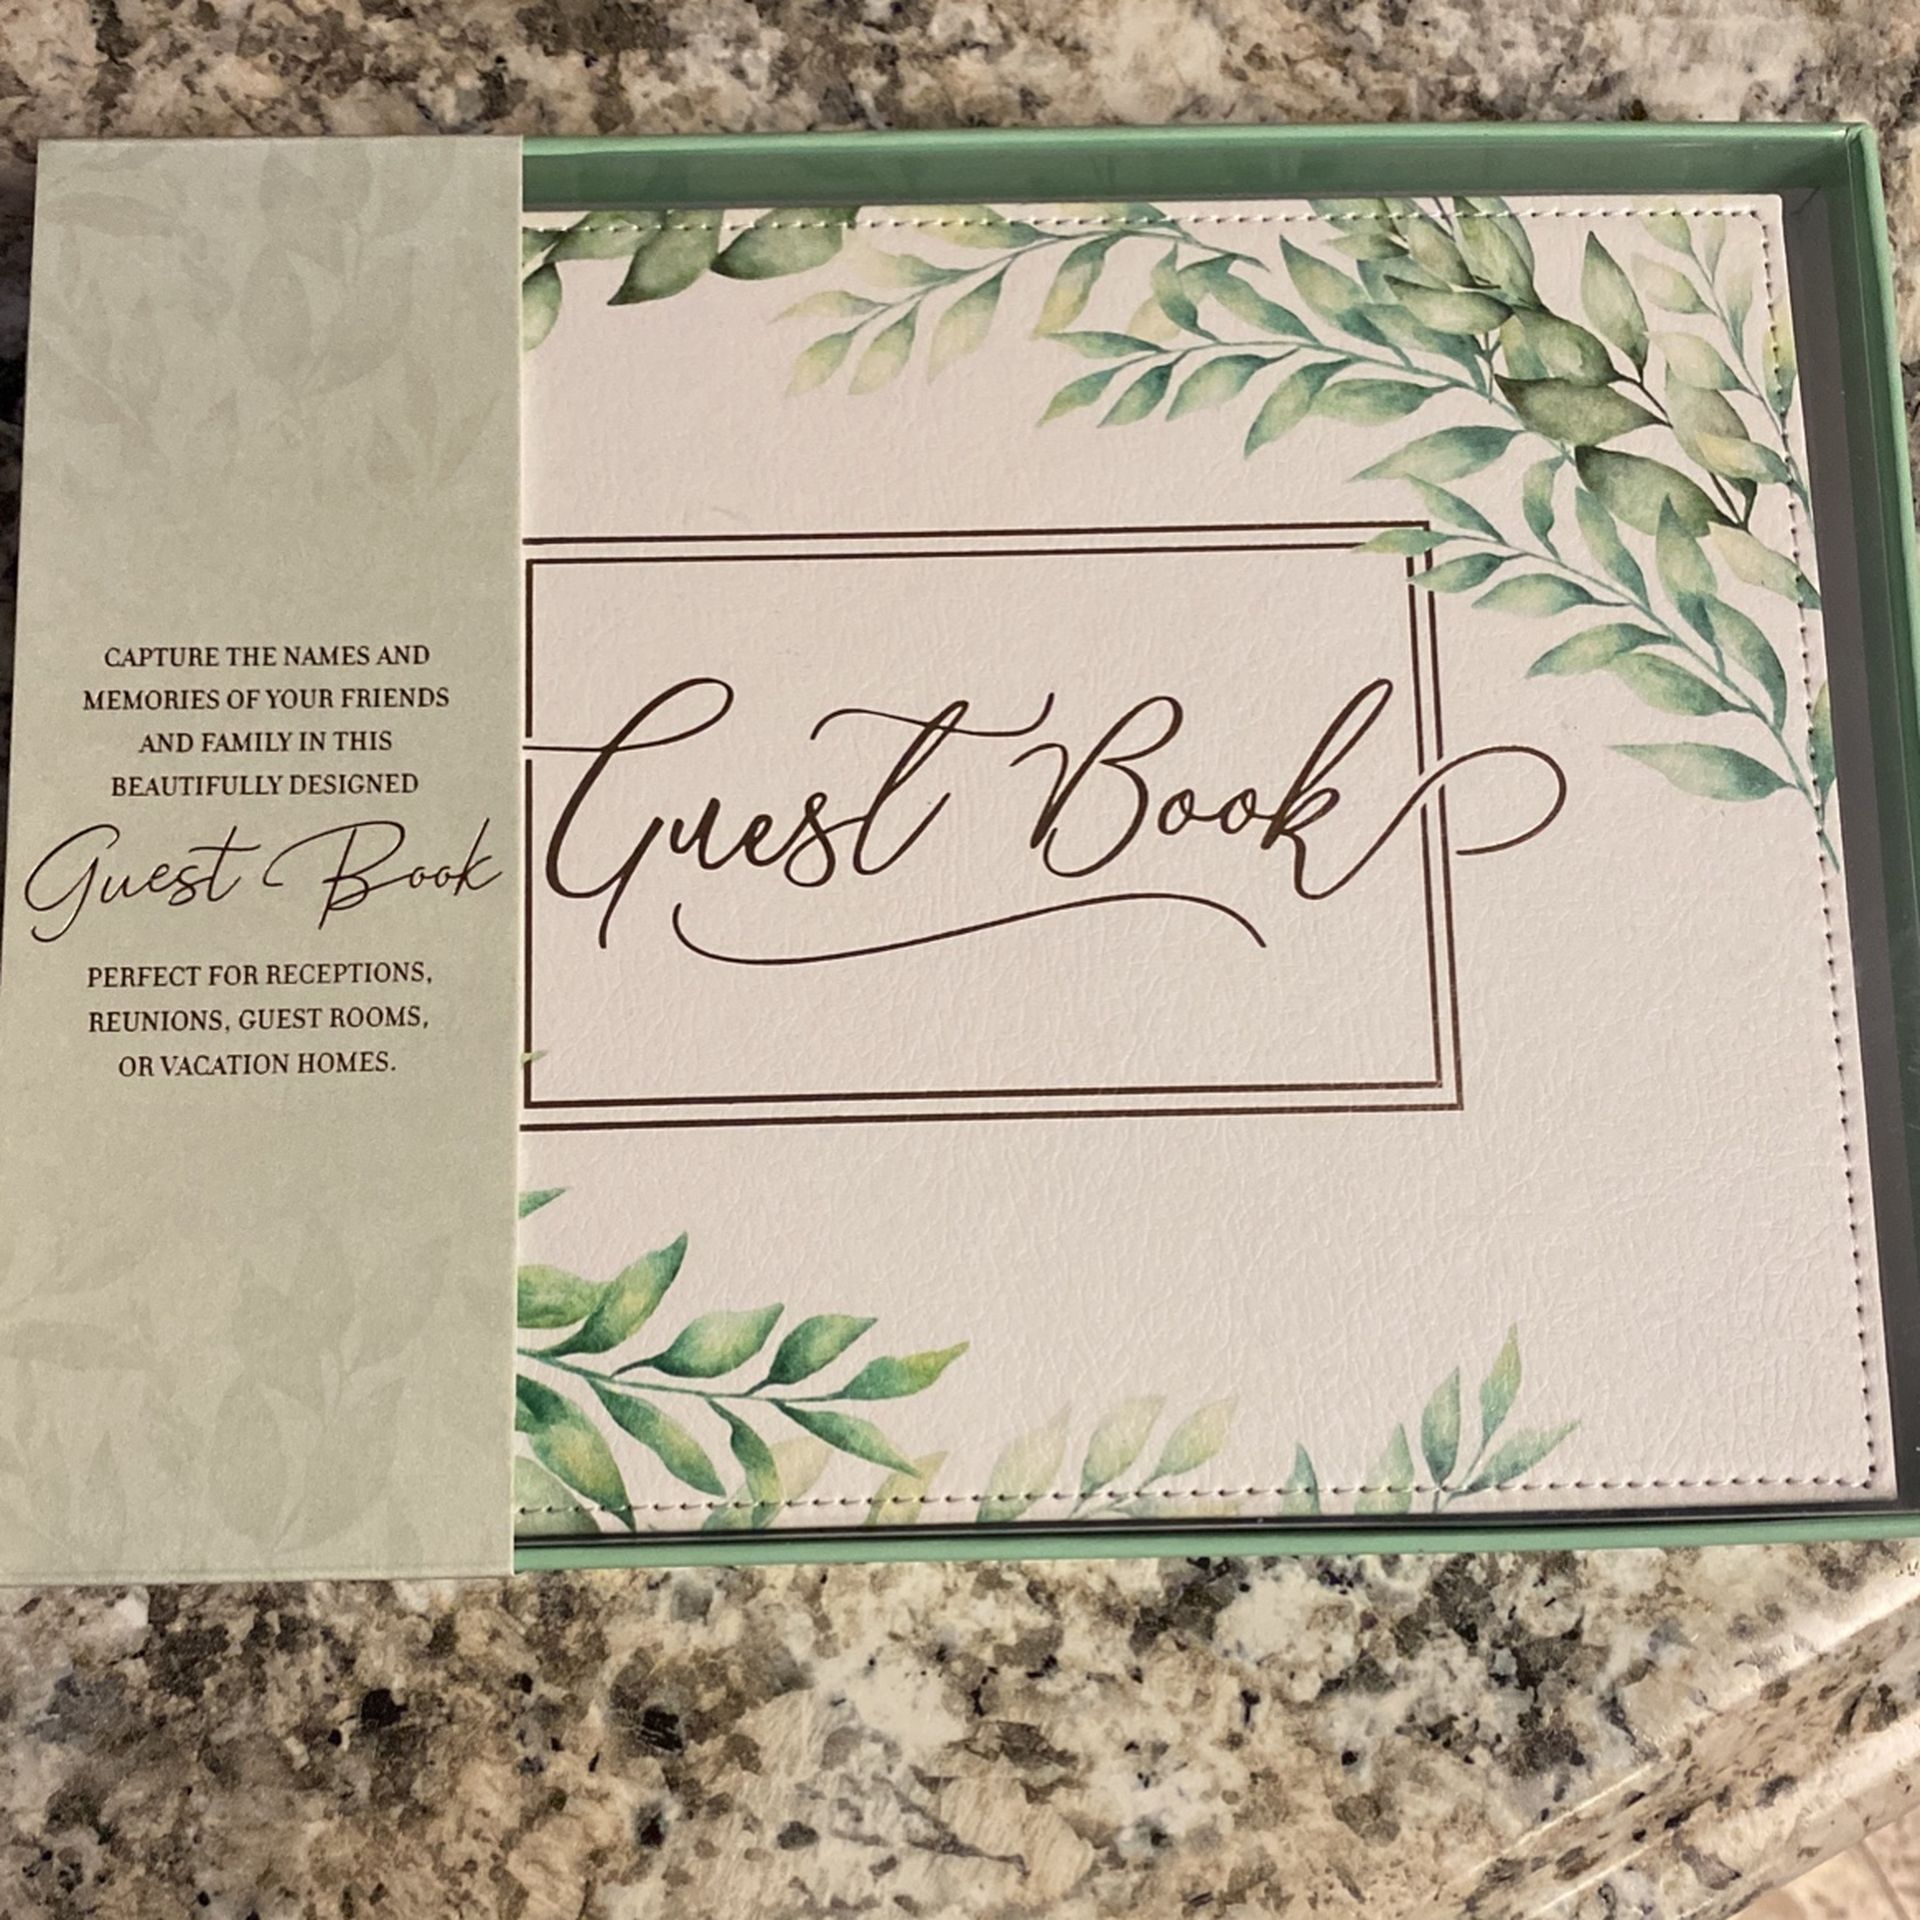 CAPTURE THE NAMES AND
MEMORIES OF YOUR FRIENDS
AND FAMILY IN THIS
BEAUTIFULLY DESIGNED
Guest Book
PERFECT FOR RECEPTIONS,
REUNIONS, GUEST ROOMS,
OR VACATION HOMES.
Guest Book